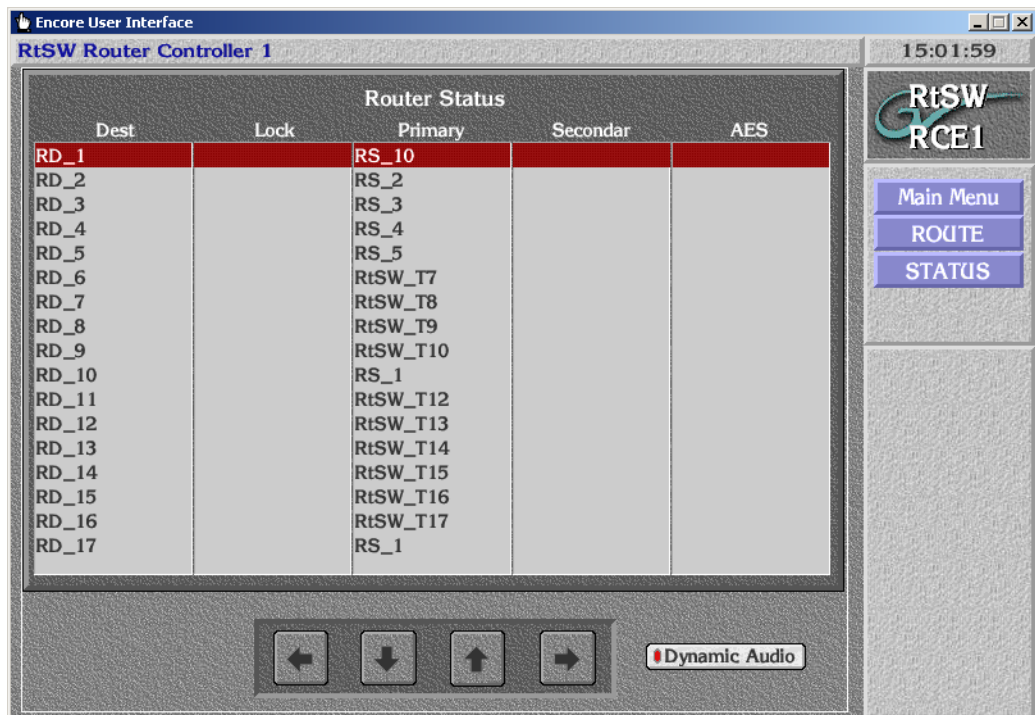 Encore User Interface
RtSW Router Controller 1
15:01:59
Router Status
Dest Lock Primary Secondar AES
RD_1 RS_10
RD_2 RS_2
RD_3 RS_3
RD_4 RS_4
RD_5 RS_5
RD_6 RtSW_T7
RD_7 RtSW_T8
RD_8 RtSW_T9
RD_9 RtSW_T10
RD_10 RS_1
RD_11 RtSW_T12
RD_12 RtSW_T13
RD_13 RtSW_T14
RD_14 RtSW_T15
RD_15 RtSW_T16
RD_16 RtSW_T17
RD_17 RS_1
Dynamic Audio
RtSW
RCE1
Main Menu
ROUTE
STATUS